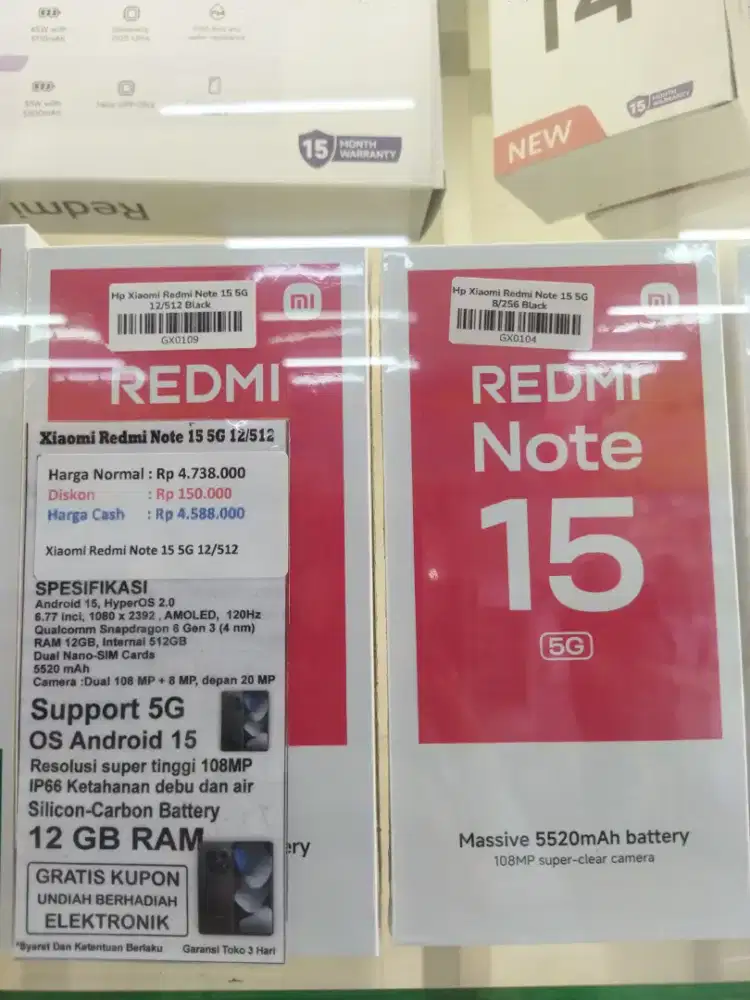 15 MONTH WARRANTY
Redmi
14
NEW
15 MONTH WARRANTY
Hp Xiaomi Redmi Note 15 5G
12/512 Black
GX0109
mi
REDMI
Xiaomi Redmi Note 15 5G 12/512
Harga Normal : Rp 4.738.000
Diskon : Rp 150.000
Harga Cash : Rp 4.588.000
Xiaomi Redmi Note 15 5G 12/512
SPESIFIKASI
Android 15, HyperOS 2.0
6.77 inci, 1080 x 2392 , AMOLED, 120Hz
Qualcomm Snapdragon 6 Gen 3 (4 nm)
RAM 12GB, Internal 512GB
Dual Nano-SIM Cards
5520 mAh
Camera :Dual 108 MP + 8 MP, depan 20 MP
Support 5G
OS Android 15
Resolusi super tinggi 108MP
IP66 Ketahanan debu dan air
Silicon-Carbon Battery
12 GB RAM
GRATIS KUPON
UNDIAH BERHADIAH
ELEKTRONIK
*Syarat Dan Ketentuan Berlaku Garansi Toko 3 Hari
ery
Hp Xiaomi Redmi Note 15 5G
8/256 Black
GX0104
mi
REDMI
Note
15
5G
Massive 5520mAh battery
108MP super-clear camera